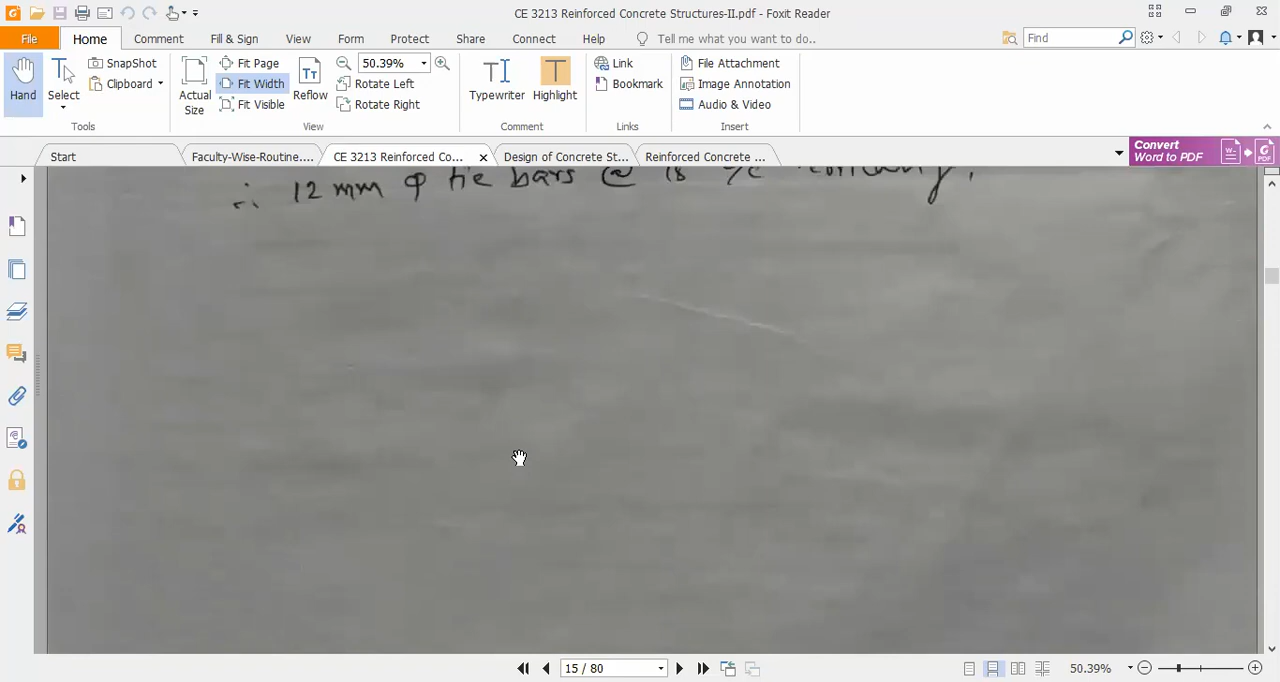 CE 3213 Reinforced Concrete Structures-II.pdf - Foxit Reader
File Home Comment Fill & Sign View Form Protect Share Connect Help Tell me what you want to do.. Find
SnapShot Fit Page 50.39% Link File Attachment
Clipboard Fit Width Rotate Left Bookmark Image Annotation
Hand Select Actual Size Fit Visible Reflow Rotate Right Typewriter Highlight Audio & Video
Tools View Comment Links Insert
Start Faculty-Wise-Routine.... CE 3213 Reinforced Co... Design of Concrete St... Reinforced Concrete ... Convert Word to PDF
∴ 12 mm φ tie bars @ 18 "/c
15 / 80 50.39%